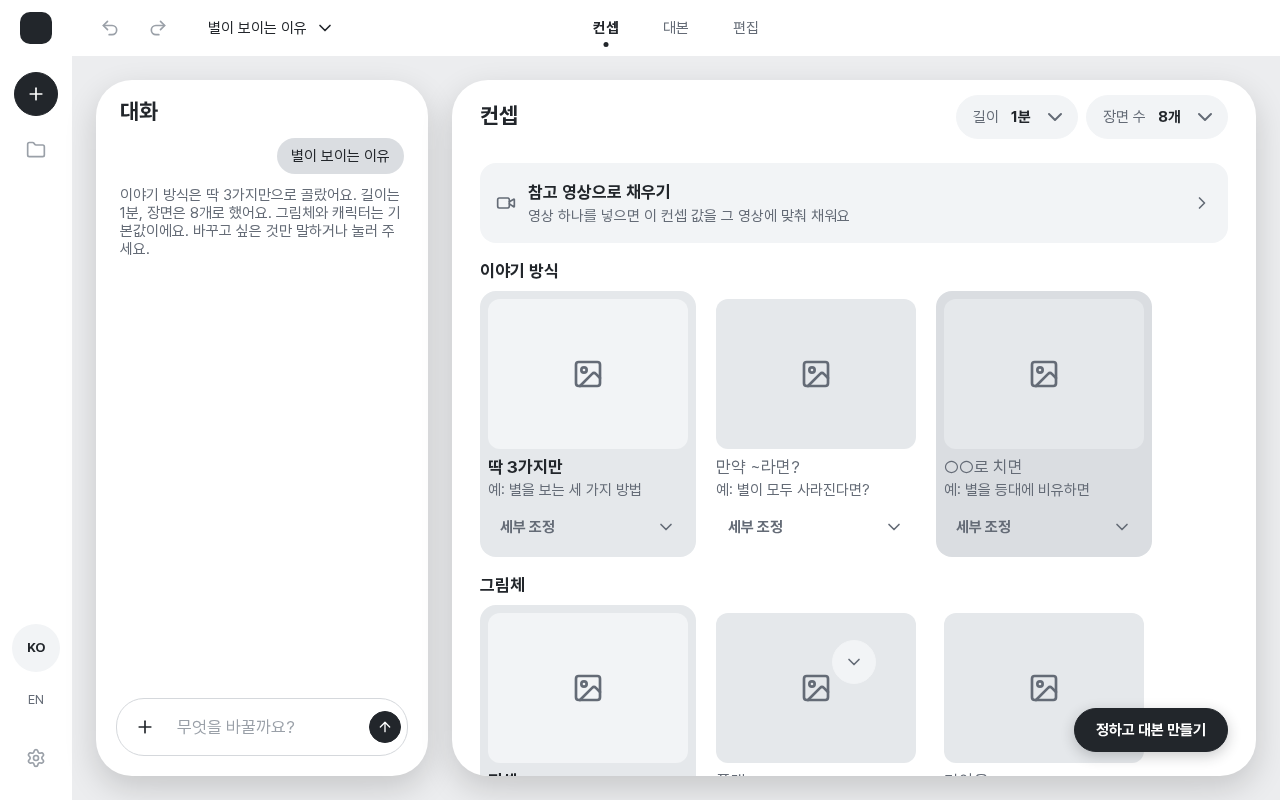 별이 보이는 이유
컨셉
대본
편집
대화
별이 보이는 이유
이야기 방식은 딱 3가지만으로 골랐어요. 길이는
1분, 장면은 8개로 했어요. 그림체와 캐릭터는 기
본값이에요. 바꾸고 싶은 것만 말하거나 눌러 주
세요.
무엇을 바꿀까요?
KO
EN
컨셉
길이 1분
장면 수 8개
참고 영상으로 채우기
영상 하나를 넣으면 이 컨셉 값을 그 영상에 맞춰 채워요
이야기 방식
딱 3가지만
예: 별을 보는 세 가지 방법
세부 조정
만약 ~라면?
예: 별이 모두 사라진다면?
세부 조정
〇〇로 치면
예: 별을 등대에 비유하면
세부 조정
그림체
정하고 대본 만들기